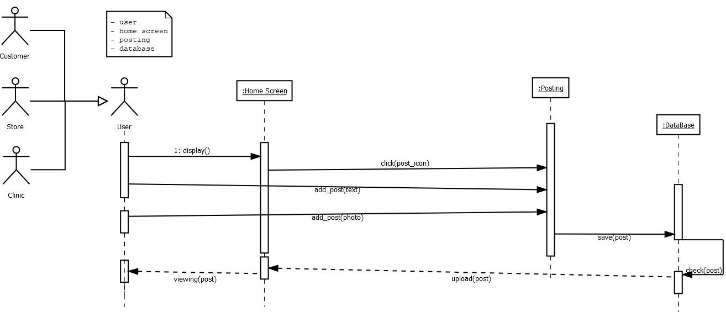 Customer
- user
- home screen
- posting
- database
Store
User
Clinic
:Home Screen
:Posting
:DataBase
1: display()
click(post_icon)
add_post(text)
add_post(photo)
save(post)
check(post)
upload(post)
viewing(post)